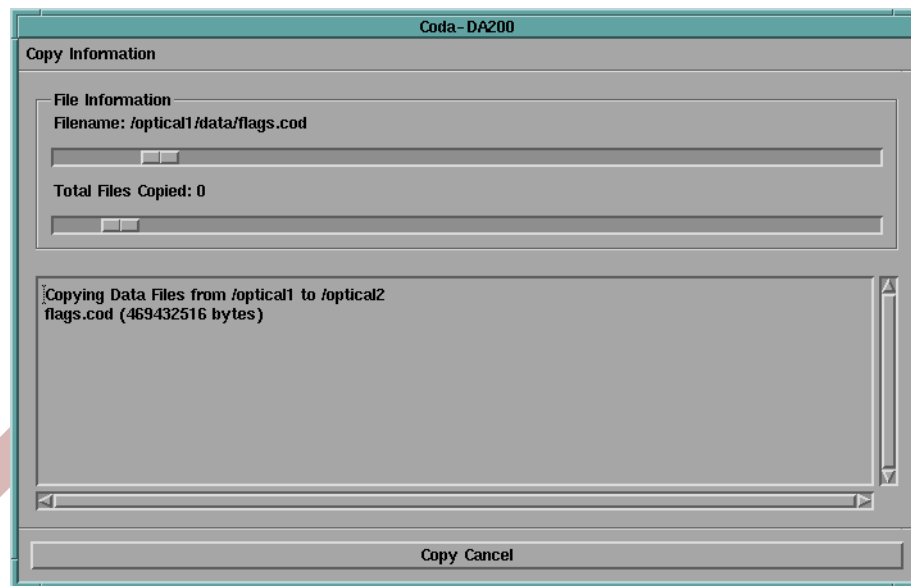 Coda-DA200
Copy Information
File Information
Filename: /optical1/data/flags.cod
Total Files Copied: 0
Copying Data Files from /optical1 to /optical2
flags.cod (469432516 bytes)
Copy Cancel